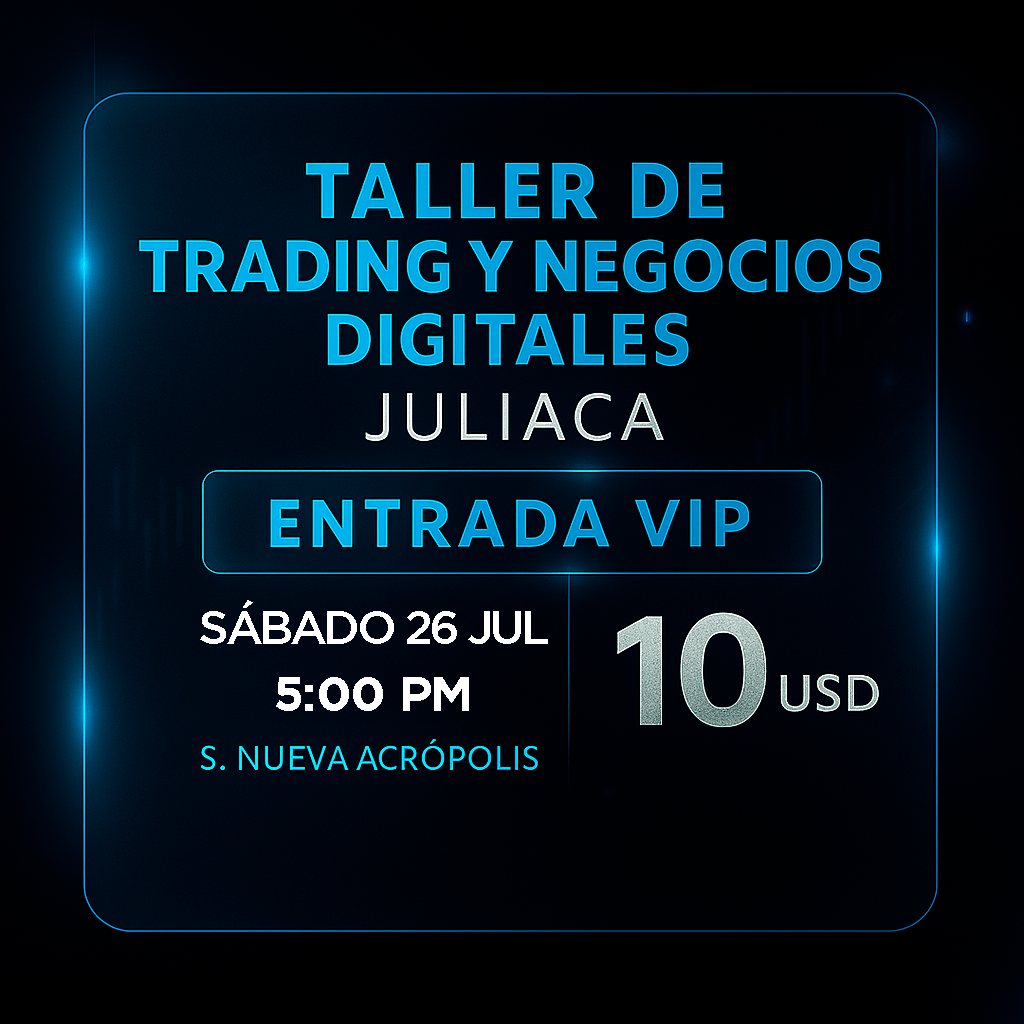 TALLER DE
TRADING Y NEGOCIOS
DIGITALES
JULIACA
ENTRADA VIP
SÁBADO 26 JUL
5:00 PM
S. NUEVA ACRÓPOLIS
10 USD